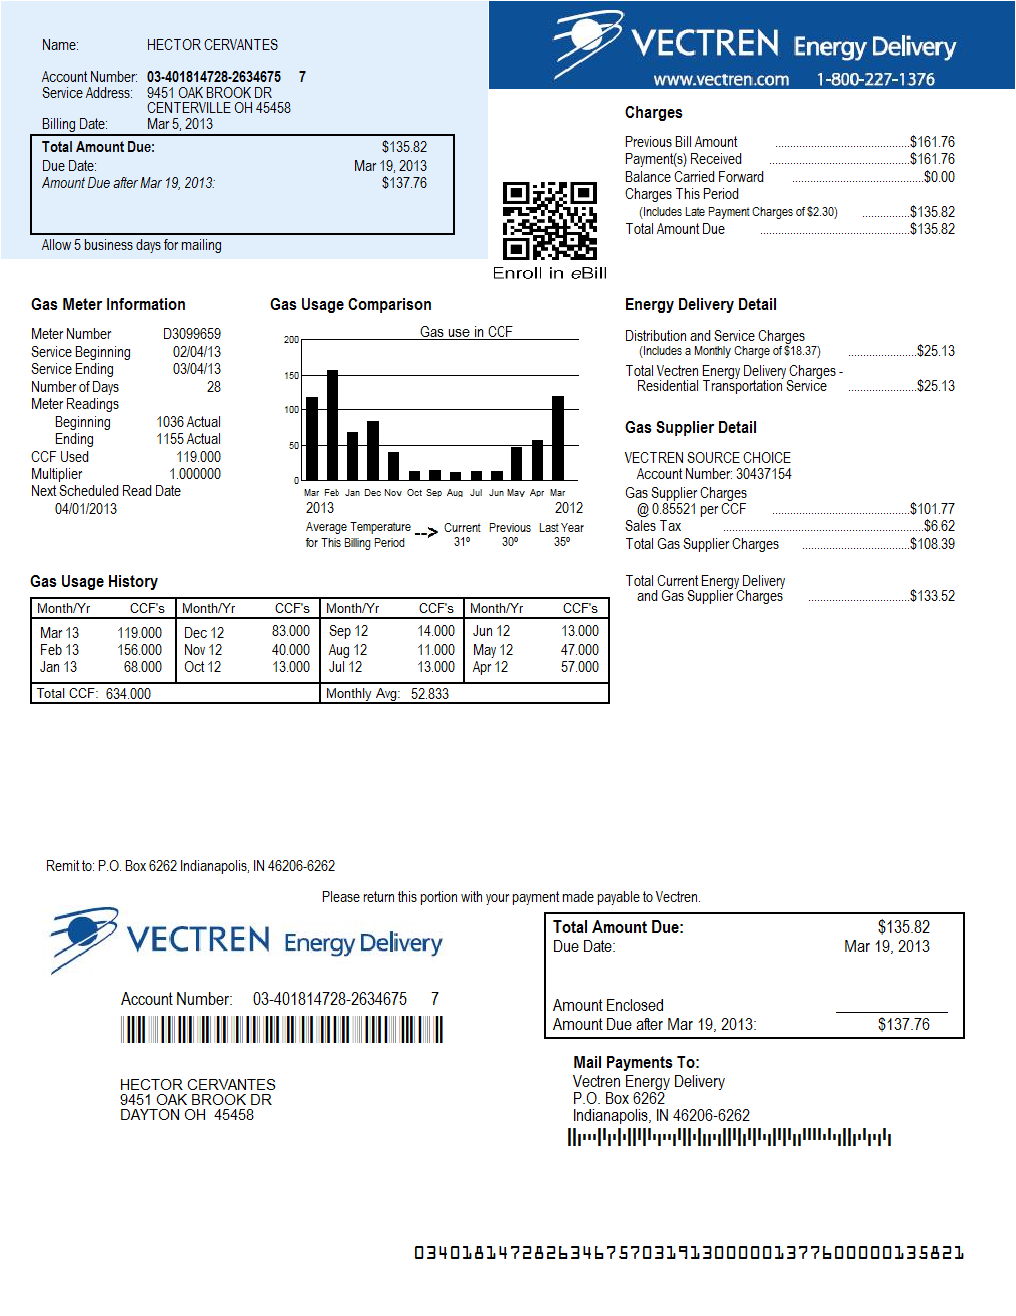 Name: HECTOR CERVANTES
Account Number: 03-401814728-2634675 7
Service Address: 9451 OAK BROOK DR
CENTERVILLE OH 45458
Billing Date: Mar 5, 2013
Total Amount Due: $135.82
Due Date: Mar 19, 2013
Amount Due after Mar 19, 2013: $137.76
Allow 5 business days for mailing
VECTREN Energy Delivery
www.vectren.com 1-800-227-1376
Enroll in eBill
Charges
Previous Bill Amount $161.76
Payment(s) Received $161.76
Balance Carried Forward $0.00
Charges This Period
(Includes Late Payment Charges of $2.30) $135.82
Total Amount Due $135.82
Gas Meter Information
Meter Number D3099659
Service Beginning 02/04/13
Service Ending 03/04/13
Number of Days 28
Meter Readings
Beginning 1036 Actual
Ending 1155 Actual
CCF Used 119.000
Multiplier 1.000000
Next Scheduled Read Date
04/01/2013
Gas Usage Comparison
Gas use in CCF
200
150
100
50
0
Mar Feb Jan Dec Nov Oct Sep Aug Jul Jun May Apr Mar
2013 2012
Average Temperature --> Current Previous Last Year
for This Billing Period 31º 30º 35º
Energy Delivery Detail
Distribution and Service Charges
(Includes a Monthly Charge of $18.37) $25.13
Total Vectren Energy Delivery Charges -
Residential Transportation Service $25.13
Gas Supplier Detail
VECTREN SOURCE CHOICE
Account Number: 30437154
Gas Supplier Charges
@ 0.85521 per CCF $101.77
Sales Tax $6.62
Total Gas Supplier Charges $108.39
Total Current Energy Delivery
and Gas Supplier Charges $133.52
Gas Usage History
Month/Yr CCF's Month/Yr CCF's Month/Yr CCF's Month/Yr CCF's
Mar 13 119.000 Dec 12 83.000 Sep 12 14.000 Jun 12 13.000
Feb 13 156.000 Nov 12 40.000 Aug 12 11.000 May 12 47.000
Jan 13 68.000 Oct 12 13.000 Jul 12 13.000 Apr 12 57.000
Total CCF: 634.000 Monthly Avg: 52.833
Remit to: P.O. Box 6262 Indianapolis, IN 46206-6262
Please return this portion with your payment made payable to Vectren.
VECTREN Energy Delivery
Account Number: 03-401814728-2634675 7
HECTOR CERVANTES
9451 OAK BROOK DR
DAYTON OH 45458
Total Amount Due: $135.82
Due Date: Mar 19, 2013
Amount Enclosed
Amount Due after Mar 19, 2013: $137.76
Mail Payments To:
Vectren Energy Delivery
P.O. Box 6262
Indianapolis, IN 46206-6262
0340181472826346757031913000001377600000135821